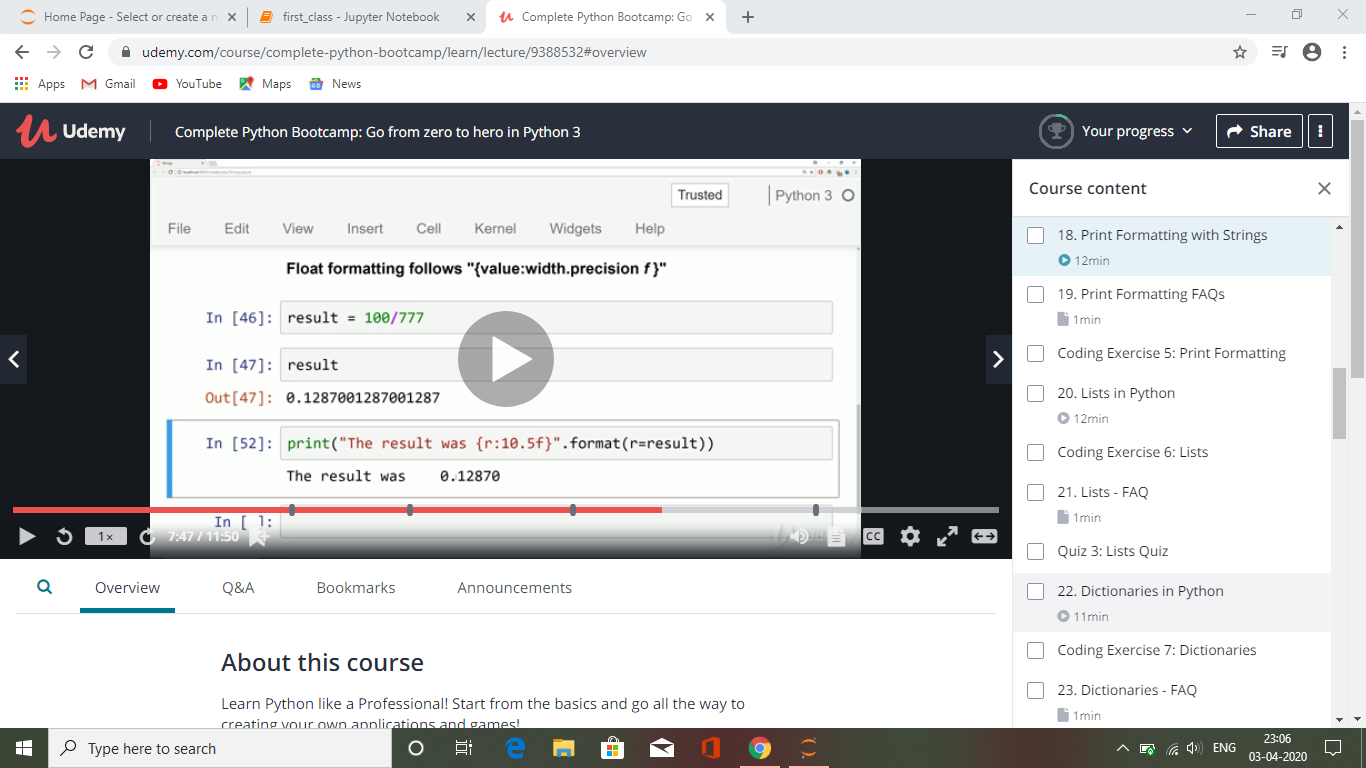 Home Page - Select or create a n
first_class - Jupyter Notebook
Complete Python Bootcamp: Go
udemy.com/course/complete-python-bootcamp/learn/lecture/9388532#overview
Apps
Gmail
YouTube
Maps
News
Udemy
Complete Python Bootcamp: Go from zero to hero in Python 3
Your progress
Share
Trusted
Python 3
File
Edit
View
Insert
Cell
Kernel
Widgets
Help
Float formatting follows "{value:width.precision f }"
In [46]: result = 100/777
In [47]: result
Out[47]: 0.1287001287001287
In [52]: print("The result was {r:10.5f}".format(r=result))
The result was    0.12870
In [ ]:
1×
7:47 / 11:50
CC
Course content
18. Print Formatting with Strings
12min
19. Print Formatting FAQs
1min
Coding Exercise 5: Print Formatting
20. Lists in Python
12min
Coding Exercise 6: Lists
21. Lists - FAQ
1min
Quiz 3: Lists Quiz
22. Dictionaries in Python
11min
Coding Exercise 7: Dictionaries
23. Dictionaries - FAQ
1min
Overview
Q&A
Bookmarks
Announcements
About this course
Learn Python like a Professional! Start from the basics and go all the way to
creating your own applications and games!
Type here to search
ENG
23:06
03-04-2020